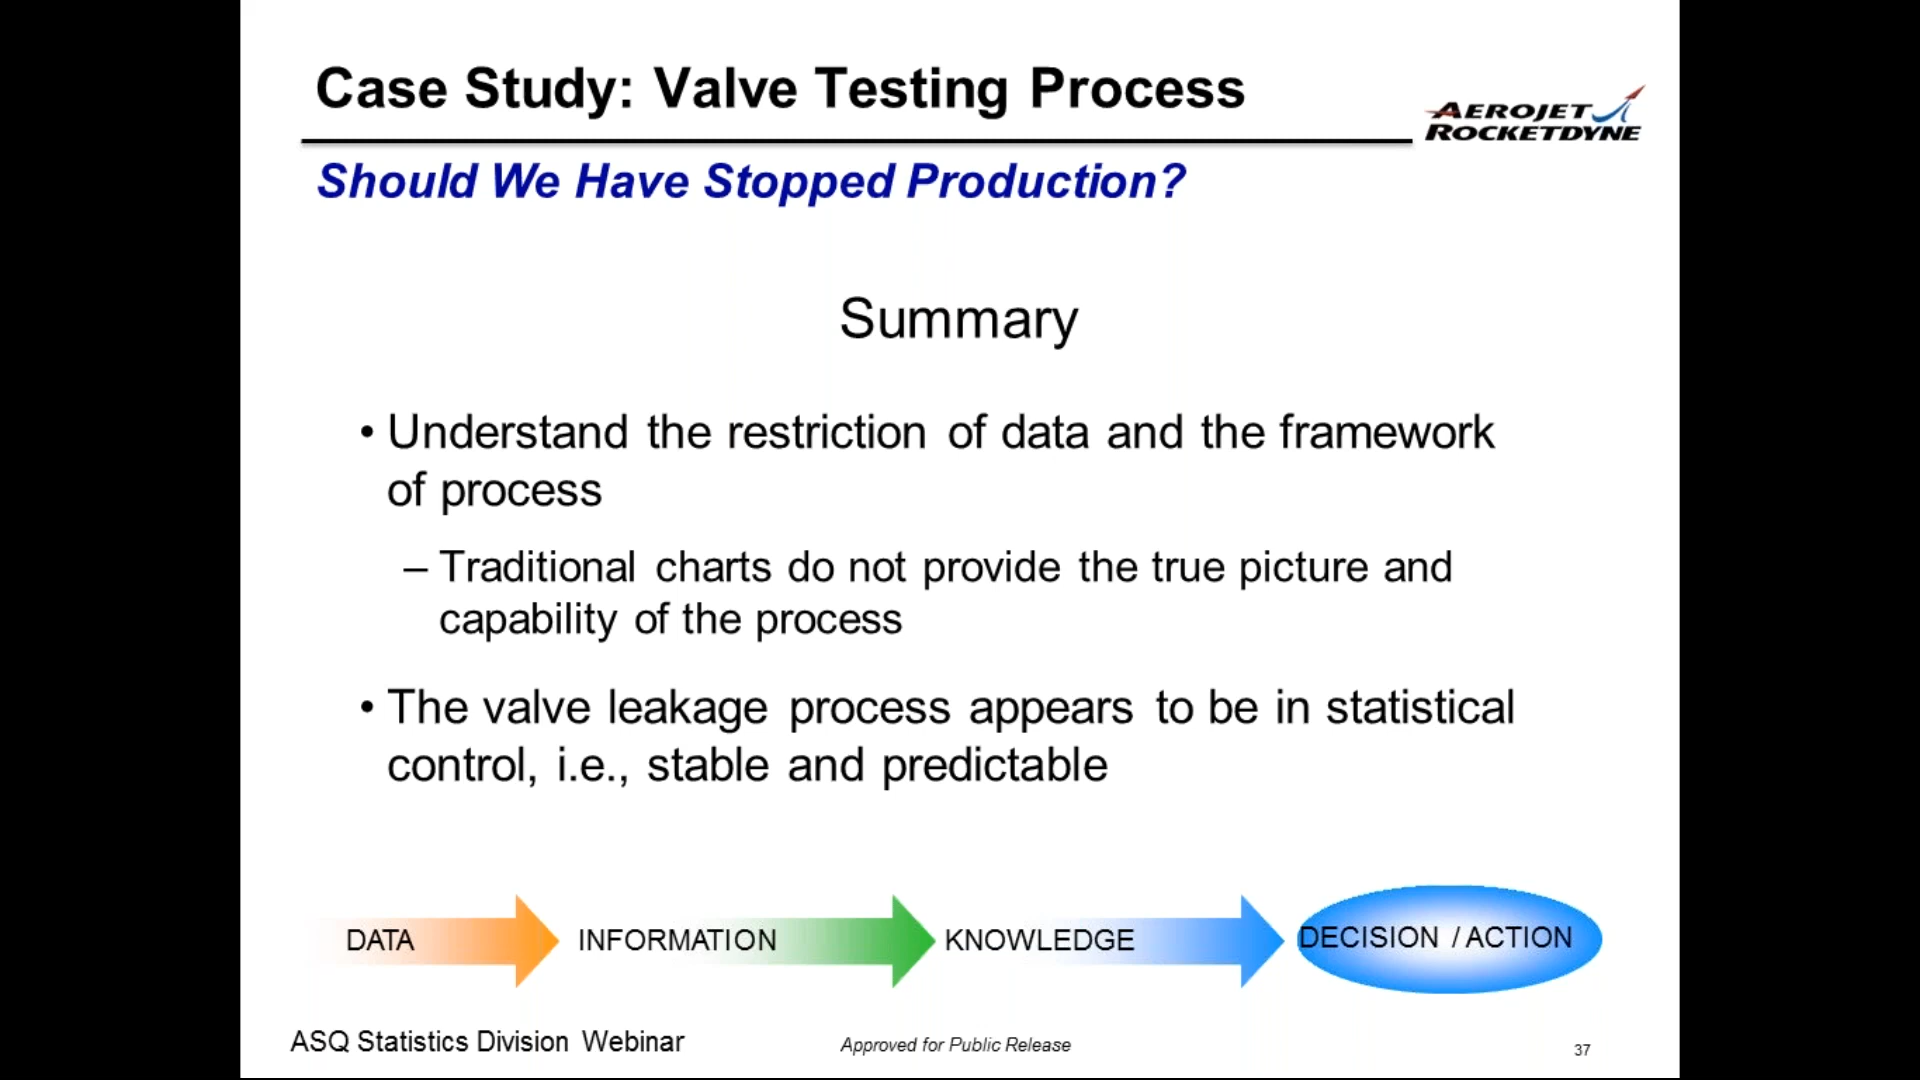 Case Study: Valve Testing Process
AEROJET
ROCKETDYNE
Should We Have Stopped Production?
Summary
• Understand the restriction of data and the framework
of process
– Traditional charts do not provide the true picture and
capability of the process
• The valve leakage process appears to be in statistical
control, i.e., stable and predictable
DATA INFORMATION KNOWLEDGE DECISION / ACTION
ASQ Statistics Division Webinar Approved for Public Release 37